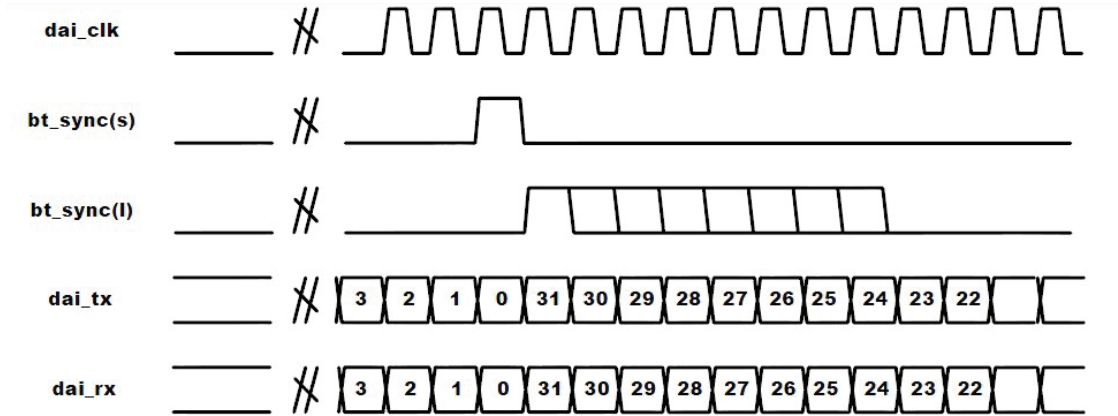 dai_clk
bt_sync(s)
bt_sync(l)
dai_tx 3 2 1 0 31 30 29 28 27 26 25 24 23 22
dai_rx 3 2 1 0 31 30 29 28 27 26 25 24 23 22